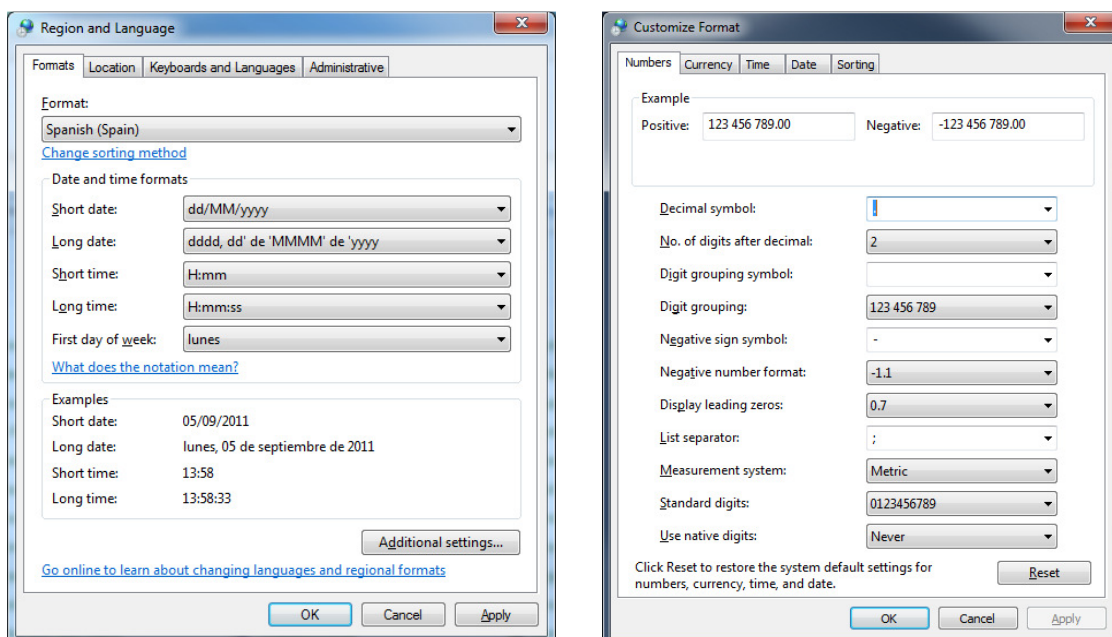 Region and Language
Formats Location Keyboards and Languages Administrative
Format:
Spanish (Spain)
Change sorting method
Date and time formats
Short date: dd/MM/yyyy
Long date: dddd, dd' de 'MMMM' de 'yyyy
Short time: H:mm
Long time: H:mm:ss
First day of week: lunes
What does the notation mean?
Examples
Short date: 05/09/2011
Long date: lunes, 05 de septiembre de 2011
Short time: 13:58
Long time: 13:58:33
Additional settings...
Go online to learn about changing languages and regional formats
OK Cancel Apply
Customize Format
Numbers Currency Time Date Sorting
Example
Positive: 123 456 789.00 Negative: -123 456 789.00
Decimal symbol: .
No. of digits after decimal: 2
Digit grouping symbol:
Digit grouping: 123 456 789
Negative sign symbol: -
Negative number format: -1.1
Display leading zeros: 0.7
List separator: ;
Measurement system: Metric
Standard digits: 0123456789
Use native digits: Never
Click Reset to restore the system default settings for
numbers, currency, time, and date.
Reset
OK Cancel Apply